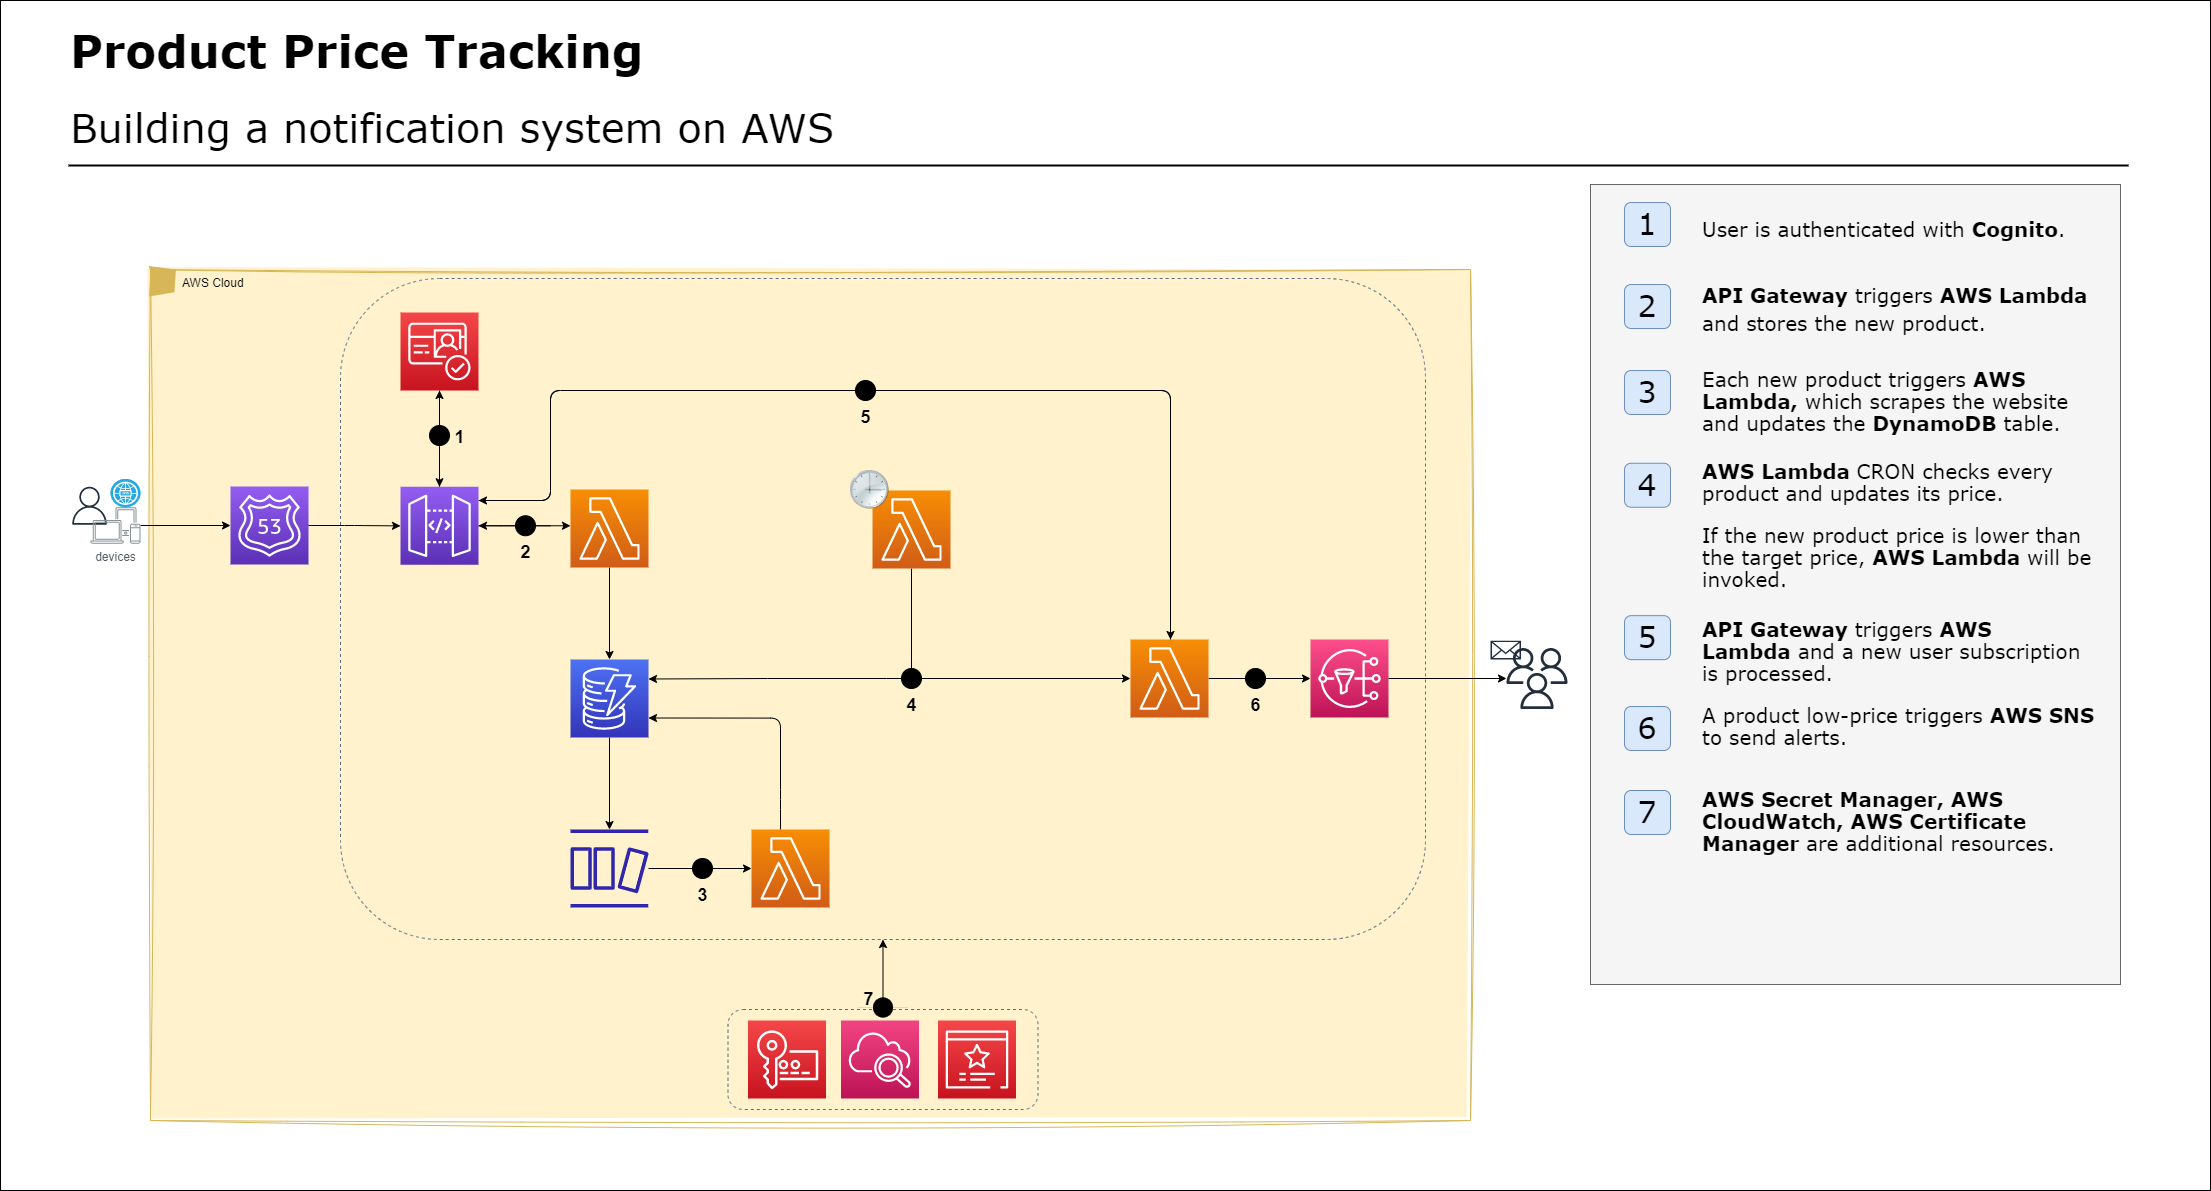 Product Price Tracking
Building a notification system on AWS
AWS Cloud
1
5
devices
53
</>
2
4
6
3
7
1
User is authenticated with Cognito.
2
API Gateway triggers AWS Lambda
and stores the new product.
3
Each new product triggers AWS
Lambda, which scrapes the website
and updates the DynamoDB table.
4
AWS Lambda CRON checks every
product and updates its price.
If the new product price is lower than
the target price, AWS Lambda will be
invoked.
5
API Gateway triggers AWS
Lambda and a new user subscription
is processed.
6
A product low-price triggers AWS SNS
to send alerts.
7
AWS Secret Manager, AWS
CloudWatch, AWS Certificate
Manager are additional resources.